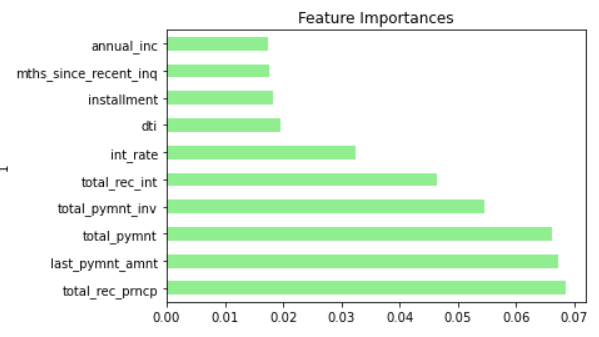 Feature Importances
annual_inc
mths_since_recent_inq
installment
dti
int_rate
total_rec_int
total_pymnt_inv
total_pymnt
last_pymnt_amnt
total_rec_prncp
0.00 0.01 0.02 0.03 0.04 0.05 0.06 0.07